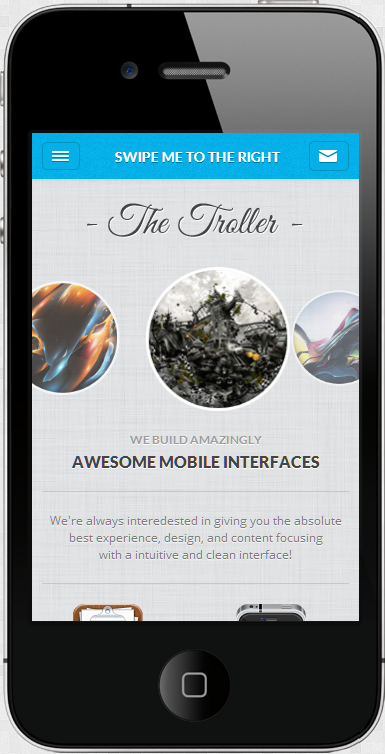 SWIPE ME TO THE RIGHT
- The Troller -
WE BUILD AMAZINGLY
AWESOME MOBILE INTERFACES
We're always interedested in giving you the absolute
best experience, design, and content focusing
with a intuitive and clean interface!